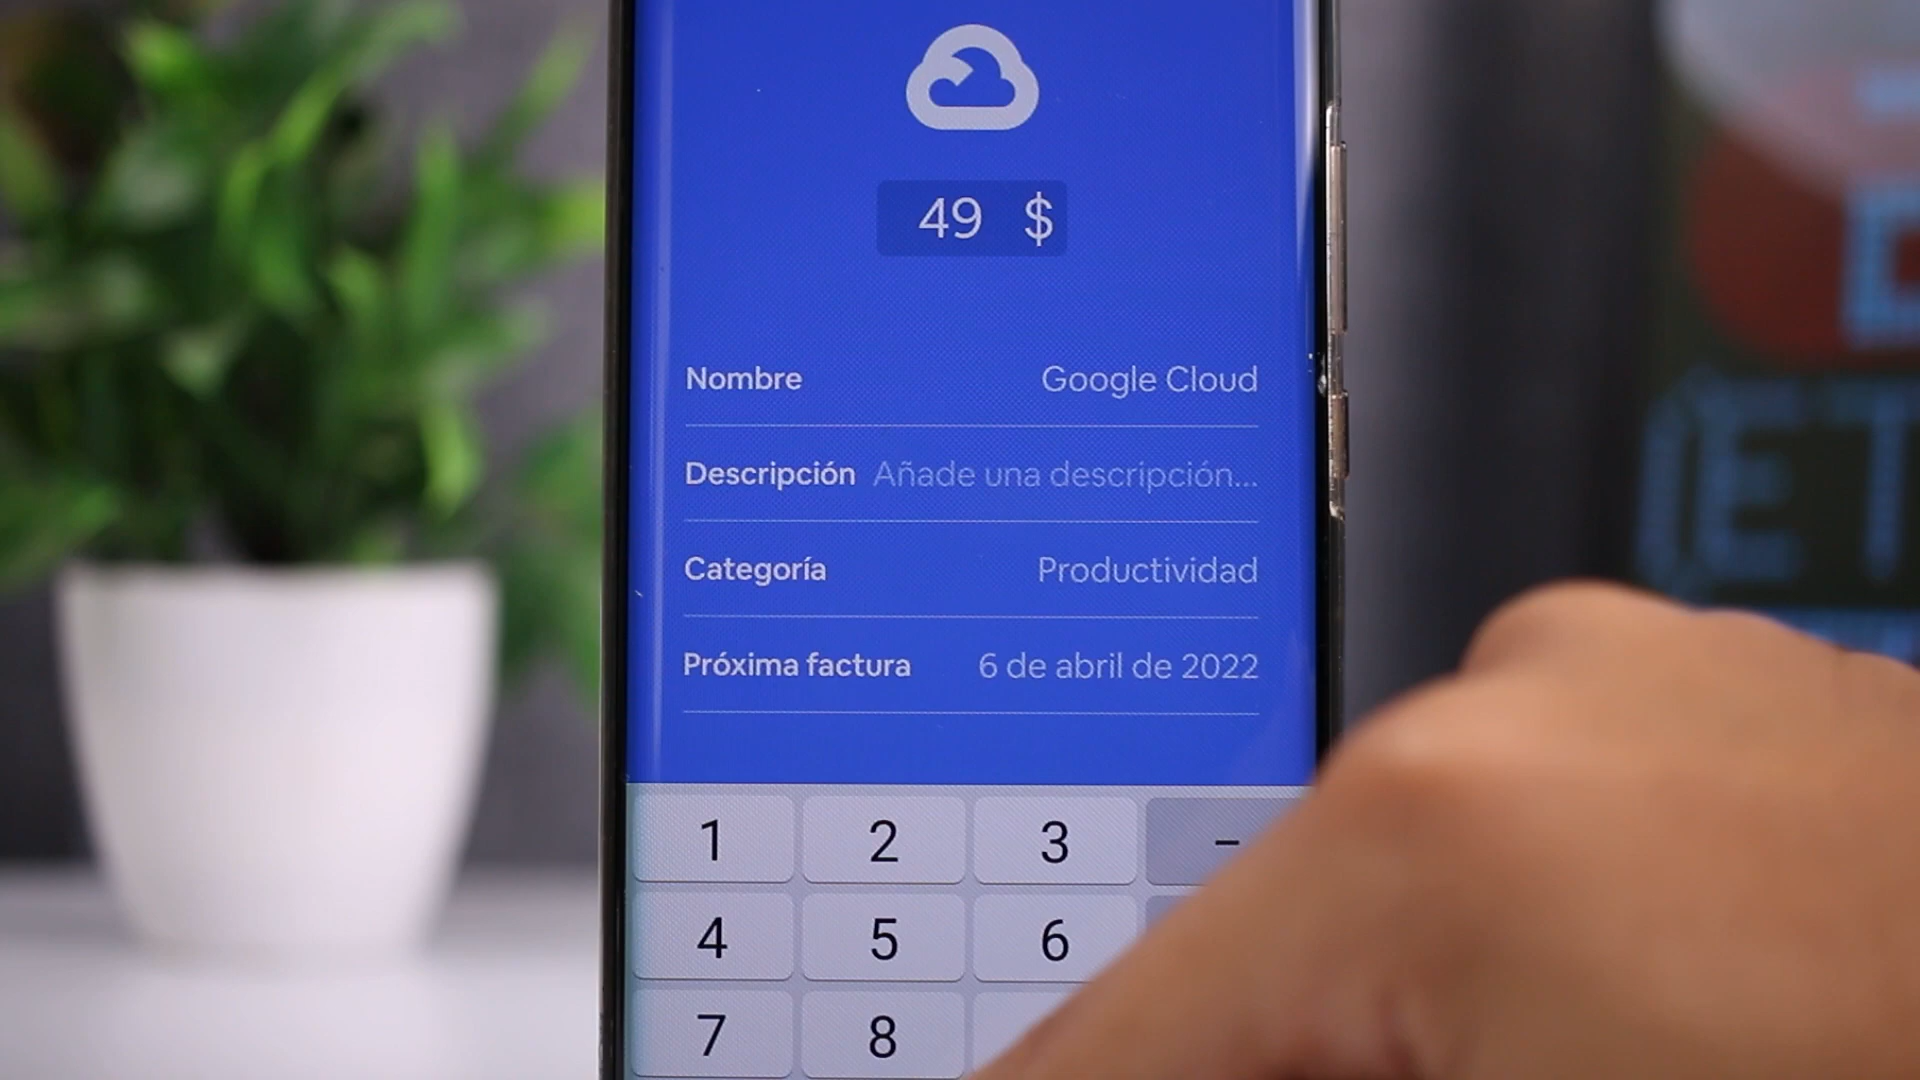 49 $
Nombre Google Cloud
Descripción Añade una descripción...
Categoría Productividad
Próxima factura 6 de abril de 2022
1 2 3 -
4 5 6
7 8